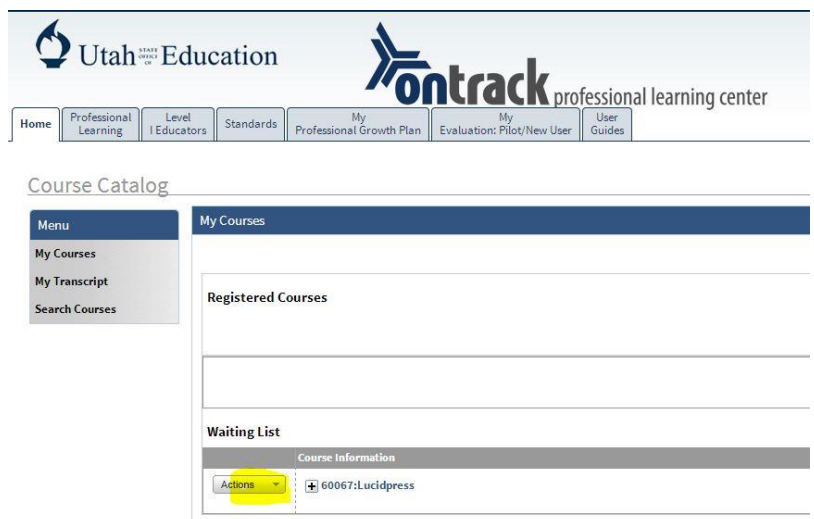 Utah STATE OFFICE OF Education
ontrack professional learning center
Home
Professional Learning
Level I Educators
Standards
My Professional Growth Plan
My Evaluation: Pilot/New User
User Guides
Course Catalog
Menu
My Courses
My Transcript
Search Courses
My Courses
Registered Courses
Waiting List
Course Information
Actions
60067:Lucidpress